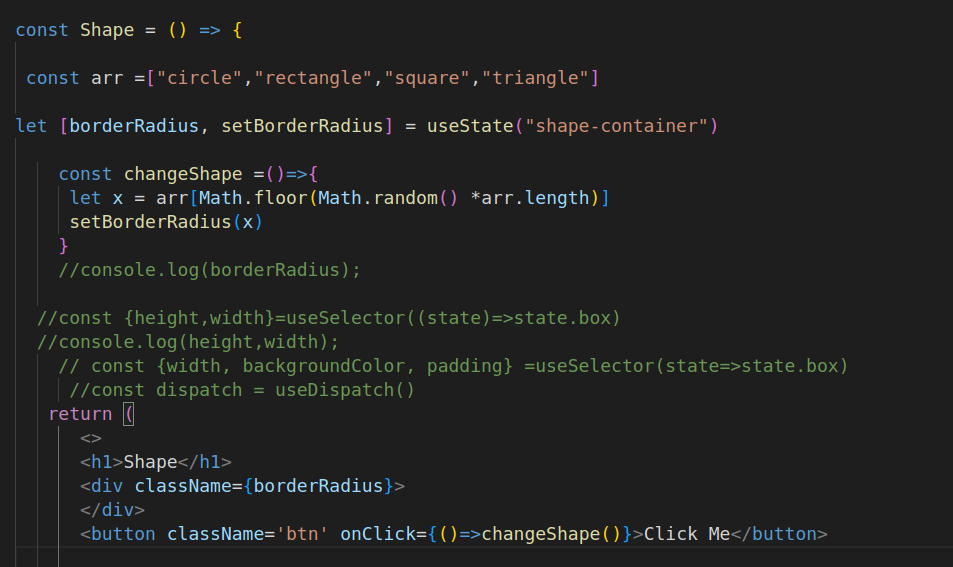 const Shape = () => {
const arr =["circle","rectangle","square","triangle"]
let [borderRadius, setBorderRadius] = useState("shape-container")
const changeShape =()=>{
let x = arr[Math.floor(Math.random() *arr.length)]
setBorderRadius(x)
}
//console.log(borderRadius);
//const {height,width}=useSelector((state)=>state.box)
//console.log(height,width);
// const {width, backgroundColor, padding} =useSelector(state=>state.box)
//const dispatch = useDispatch()
return (
<>
<h1>Shape</h1>
<div className={borderRadius}>
</div>
<button className='btn' onClick={()=>changeShape()}>Click Me</button>